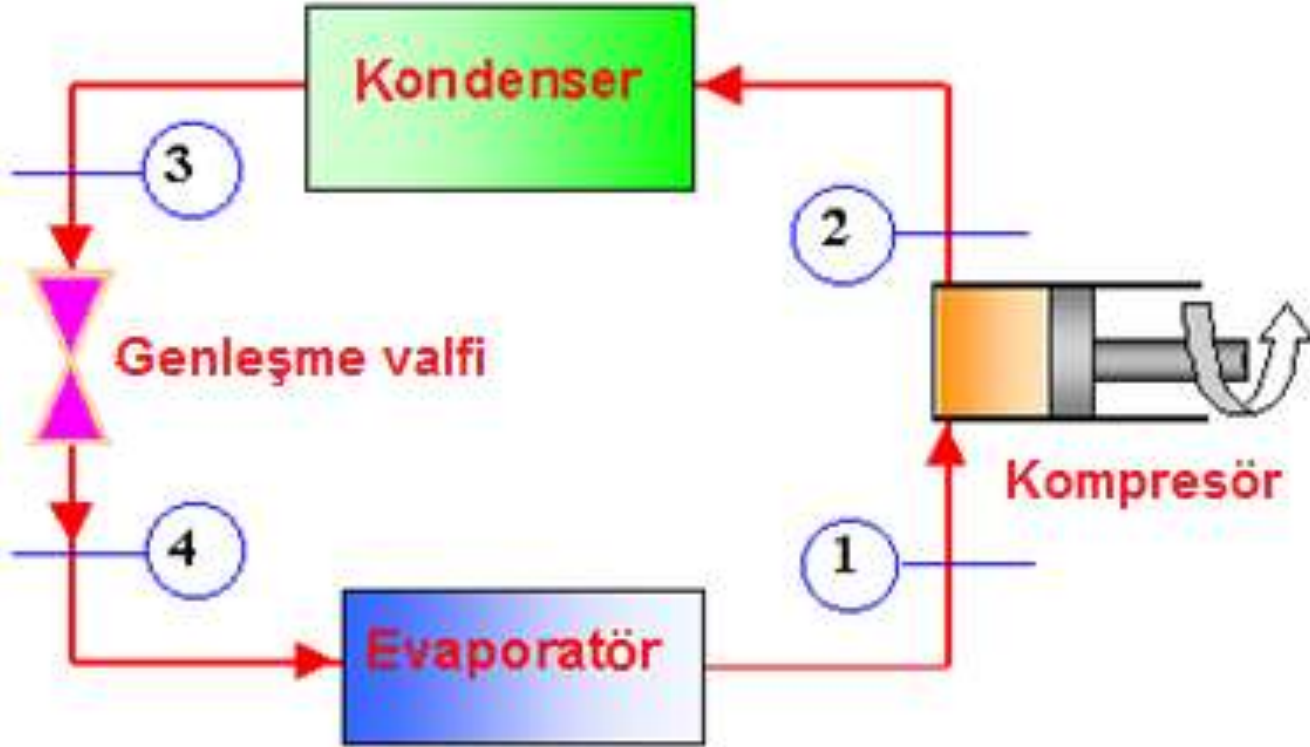 Kondenser
3
2
Genleşme valfi
Kompresör
4
1
Evaporatör